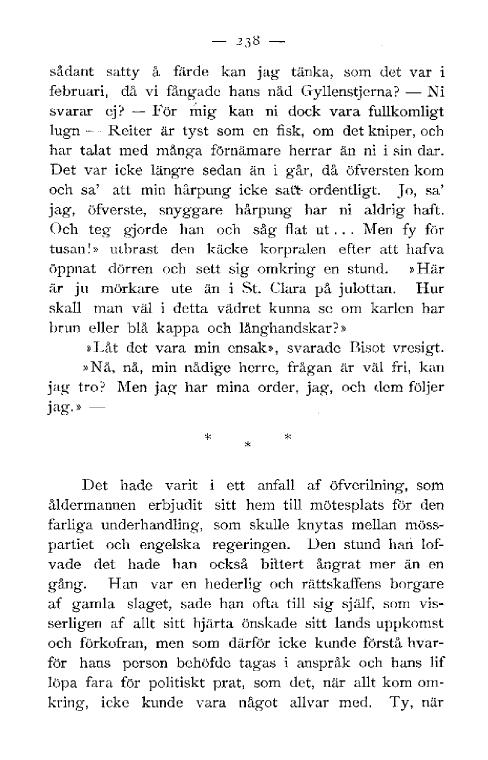 — 238 —
sådant satty å färde kan jag tänka, som det var i
februari, då vi fångade hans nåd Gyllenstjerna? — Ni
svarar ej? — För mig kan ni dock vara fullkomligt
lugn — Reiter är tyst som en fisk, om det kniper, och
har talat med många förnämare herrar än ni i sin dar.
Det var icke längre sedan än i går, då öfversten kom
och sa' att min hårpung icke satt ordentligt. Jo, sa'
jag, öfverste, snyggare hårpung har ni aldrig haft.
Och teg gjorde han och såg flat ut... Men fy för
tusan!» utbrast den käcke korpralen efter att hafva
öppnat dörren och sett sig omkring en stund. »Här
är ju mörkare ute än i St. Clara på julottan. Hur
skall man väl i detta vädret kunna se om karlen har
brun eller blå kappa och långhandskar?»
»Låt det vara min ensak», svarade Bisot vresigt.
»Nå, nå, min nådige herre, frågan är väl fri, kan
jag tro? Men jag har mina order, jag, och dem följer
jag.» —
* * *
Det hade varit i ett anfall af öfverilning, som
åldermannen erbjudit sitt hem till mötesplats för den
farliga underhandling, som skulle knytas mellan möss-
partiet och engelska regeringen. Den stund han lof-
vade det hade han också bittert ångrat mer än en
gång. Han var en hederlig och rättskaffens borgare
af gamla slaget, sade han ofta till sig själf, som vis-
serligen af allt sitt hjärta önskade sitt lands uppkomst
och förkofran, men som därför icke kunde förstå hvar-
för hans person behöfde tagas i anspråk och hans lif
löpa fara för politiskt prat, som det, när allt kom om-
kring, icke kunde vara något allvar med. Ty, när